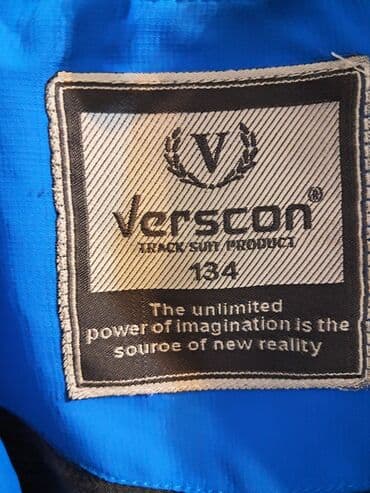 V
Verscon®
TRACK SUIT PRODUCT
134
The unlimited
power of imagination is the
souroe of new reality